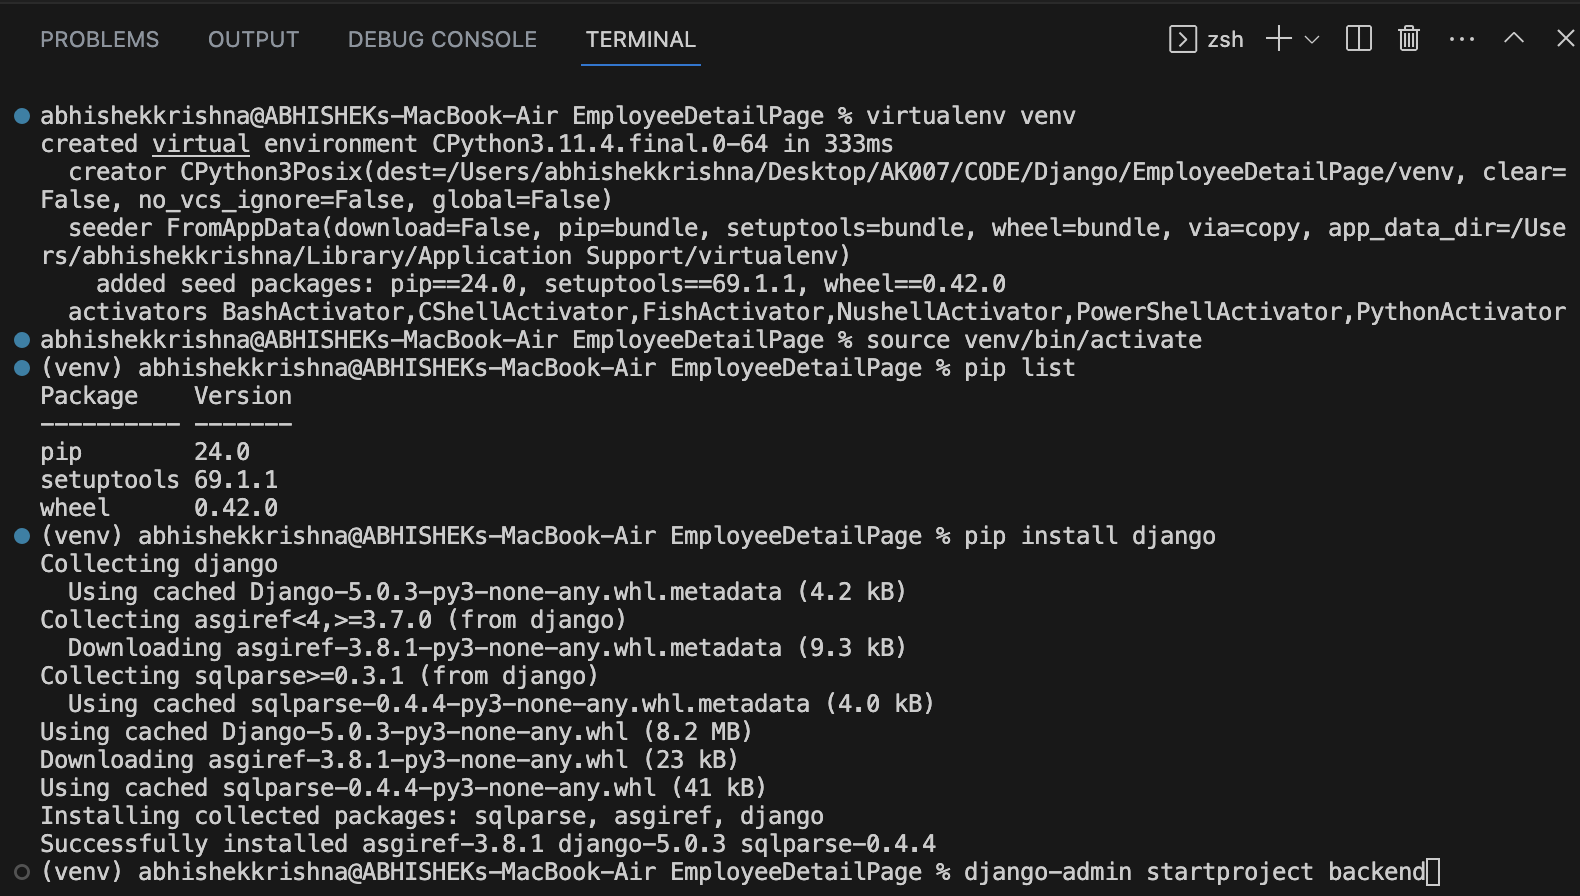 PROBLEMS OUTPUT DEBUG CONSOLE TERMINAL zsh
abhishekkrishna@ABHISHEKs-MacBook-Air EmployeeDetailPage % virtualenv venv
created virtual environment CPython3.11.4.final.0-64 in 333ms
  creator CPython3Posix(dest=/Users/abhishekkrishna/Desktop/AK007/CODE/Django/EmployeeDetailPage/venv, clear=
False, no_vcs_ignore=False, global=False)
  seeder FromAppData(download=False, pip=bundle, setuptools=bundle, wheel=bundle, via=copy, app_data_dir=/Use
rs/abhishekkrishna/Library/Application Support/virtualenv)
    added seed packages: pip==24.0, setuptools==69.1.1, wheel==0.42.0
  activators BashActivator,CShellActivator,FishActivator,NushellActivator,PowerShellActivator,PythonActivator
abhishekkrishna@ABHISHEKs-MacBook-Air EmployeeDetailPage % source venv/bin/activate
(venv) abhishekkrishna@ABHISHEKs-MacBook-Air EmployeeDetailPage % pip list
Package    Version
---------- -------
pip        24.0
setuptools 69.1.1
wheel      0.42.0
(venv) abhishekkrishna@ABHISHEKs-MacBook-Air EmployeeDetailPage % pip install django
Collecting django
  Using cached Django-5.0.3-py3-none-any.whl.metadata (4.2 kB)
Collecting asgiref<4,>=3.7.0 (from django)
  Downloading asgiref-3.8.1-py3-none-any.whl.metadata (9.3 kB)
Collecting sqlparse>=0.3.1 (from django)
  Using cached sqlparse-0.4.4-py3-none-any.whl.metadata (4.0 kB)
Using cached Django-5.0.3-py3-none-any.whl (8.2 MB)
Downloading asgiref-3.8.1-py3-none-any.whl (23 kB)
Using cached sqlparse-0.4.4-py3-none-any.whl (41 kB)
Installing collected packages: sqlparse, asgiref, django
Successfully installed asgiref-3.8.1 django-5.0.3 sqlparse-0.4.4
(venv) abhishekkrishna@ABHISHEKs-MacBook-Air EmployeeDetailPage % django-admin startproject backend